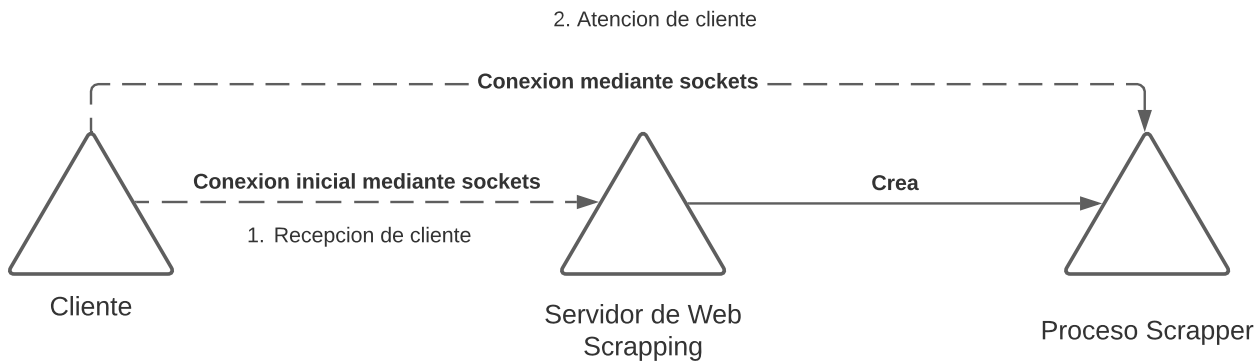 2. Atencion de cliente
Conexion mediante sockets
Conexion inicial mediante sockets
Crea
1. Recepcion de cliente
Cliente
Servidor de Web
Scrapping
Proceso Scrapper